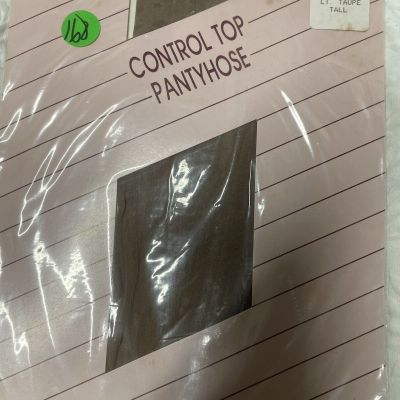 168
LT. TAUPE
TALL
CONTROL TOP
PANTYHOSE